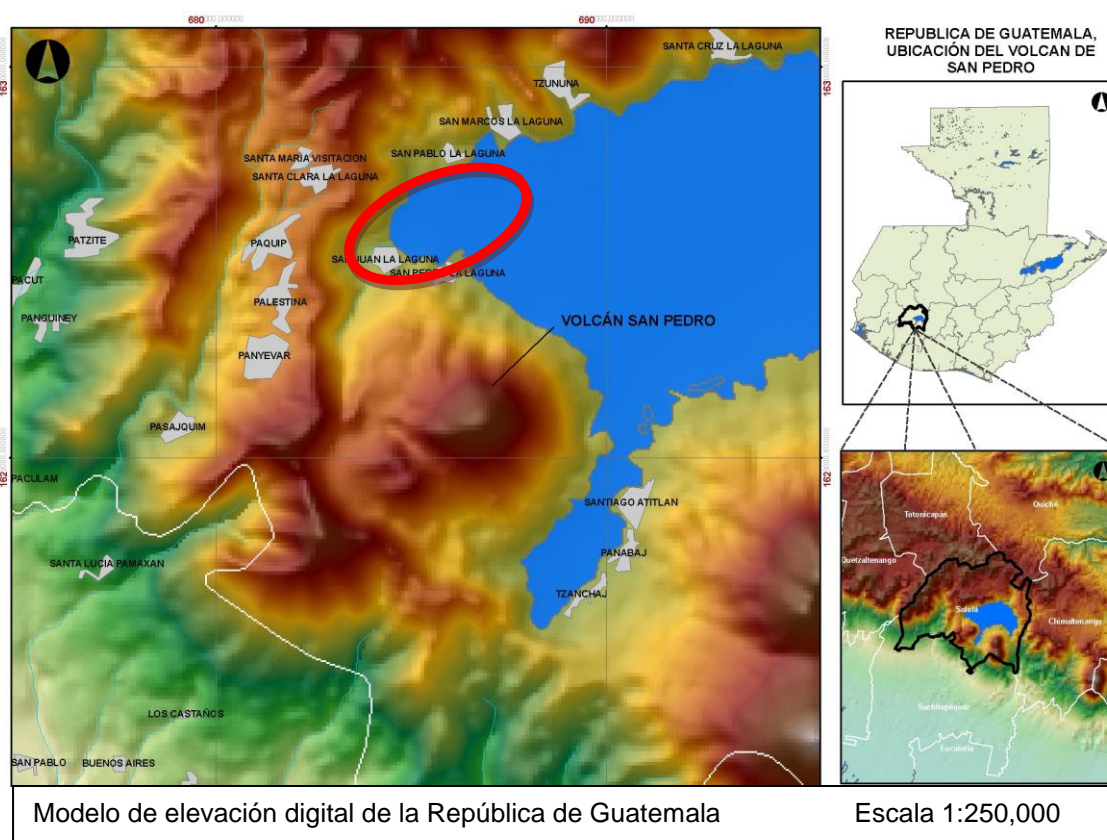 680000,000000
690000,000000
REPUBLICA DE GUATEMALA,
UBICACIÓN DEL VOLCAN DE
SAN PEDRO
SANTA CRUZ LA LAGUNA
TZUNUNA
SAN MARCOS LA LAGUNA
SAN PABLO LA LAGUNA
SANTA MARIA VISITACION
SANTA CLARA LA LAGUNA
PATZITE
PAQUIP
SAN JUAN LA LAGUNA
SAN PEDRO LA LAGUNA
PACUT
PALESTINA
PANGUINEY
VOLCÁN SAN PEDRO
PANYEVAR
PASAJQUIM
PACULAM
SANTIAGO ATITLAN
PANABAJ
SANTA LUCIA PAMAXAN
TZANCHAJ
LOS CASTAÑOS
SAN PABLO
BUENOS AIRES
Quiché
Totonicapán
Quetzaltenango
Sololá
Chimaltenango
Suchitepéquez
Escuintla
Modelo de elevación digital de la República de Guatemala
Escala 1:250,000